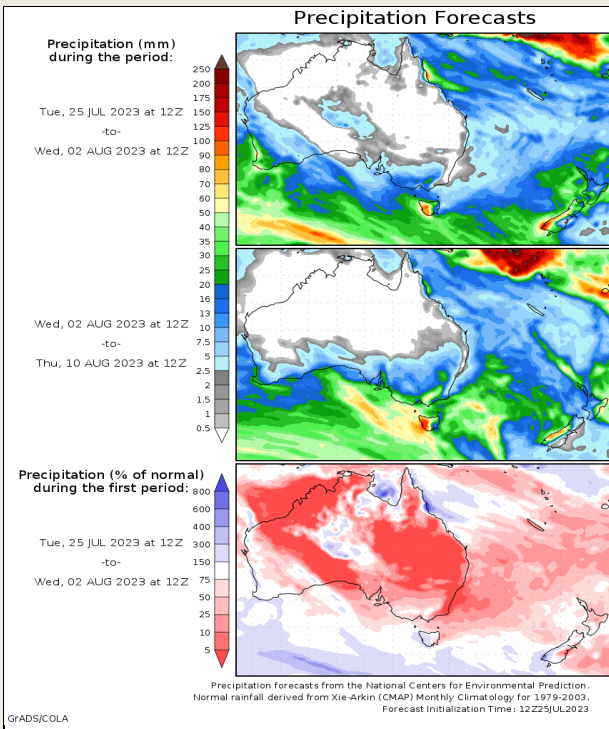 Precipitation Forecasts
Precipitation (mm)
during the period:
Tue, 25 JUL 2023 at 12Z
-to-
Wed, 02 AUG 2023 at 12Z
250
200
175
150
125
100
90
80
70
60
50
40
35
30
25
20
16
13
10
7.5
5
2.5
2
1.5
1
0.5
Wed, 02 AUG 2023 at 12Z
-to-
Thu, 10 AUG 2023 at 12Z
Precipitation (% of normal)
during the first period:
Tue, 25 JUL 2023 at 12Z
-to-
Wed, 02 AUG 2023 at 12Z
800
600
400
300
150
75
50
25
10
5
Precipitation forecasts from the National Centers for Environmental Prediction.
Normal rainfall derived from Xie-Arkin (CMAP) Monthly Climatology for 1979-2003.
Forecast Initialization Time: 12Z25JUL2023
GrADS/COLA